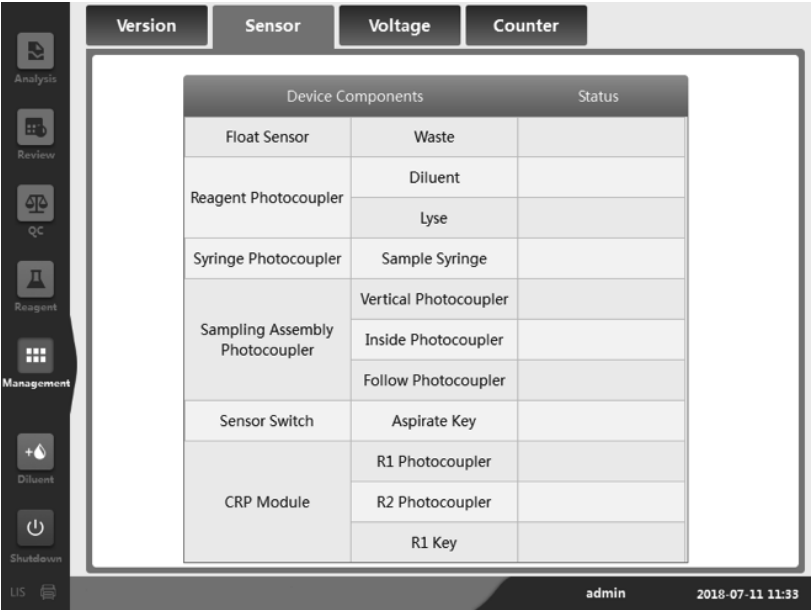 Version Sensor Voltage Counter
Analysis
Review
QC
Reagent
Management
Diluent
Shutdown
LIS
Device Components Status
Float Sensor Waste
Reagent Photocoupler Diluent
Lyse
Syringe Photocoupler Sample Syringe
Sampling Assembly
Photocoupler
Vertical Photocoupler
Inside Photocoupler
Follow Photocoupler
Sensor Switch Aspirate Key
CRP Module R1 Photocoupler
R2 Photocoupler
R1 Key
admin 2018-07-11 11:33